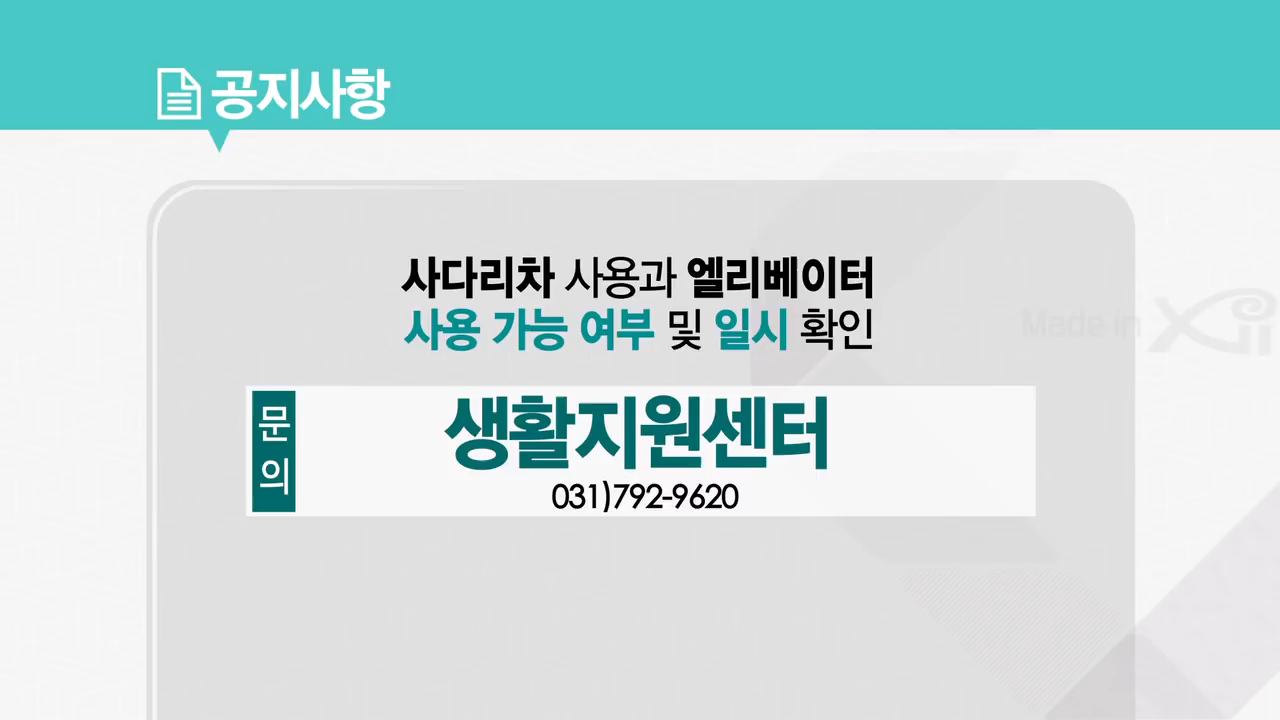 공지사항
사다리차 사용과 엘리베이터
사용 가능 여부 및 일시 확인
문의
생활지원센터
031)792-9620
Made in Xii